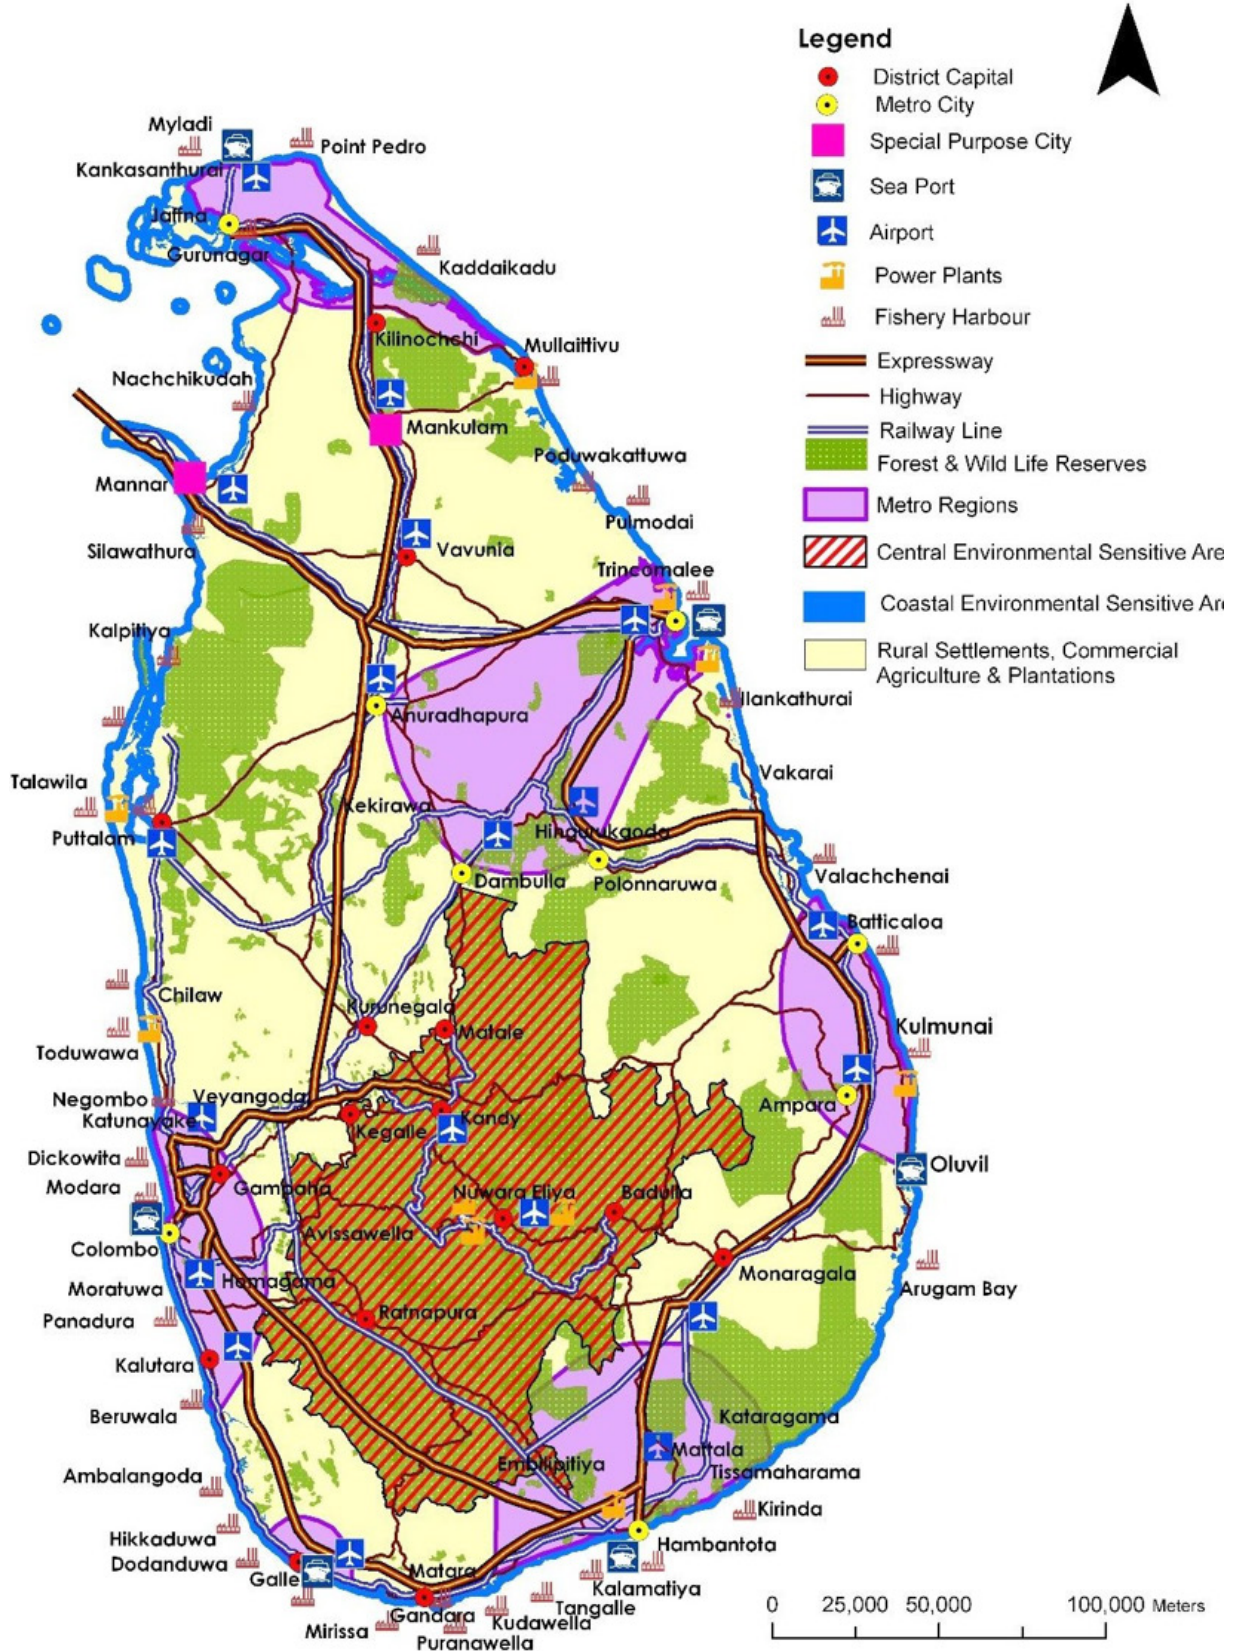 Legend
District Capital
Metro City
Special Purpose City
Sea Port
Airport
Power Plants
Fishery Harbour
Expressway
Highway
Railway Line
Forest & Wild Life Reserves
Metro Regions
Central Environmental Sensitive Are
Coastal Environmental Sensitive Are
Rural Settlements, Commercial
Agriculture & Plantations
Myladi
Point Pedro
Kankasanthurai
Jaffna
Gurunagar
Kaddaikadu
Kilinochchi
Mullaittivu
Nachchikudah
Mankulam
Poduwakattuwa
Mannar
Pulmodai
Silawathura
Vavunia
Trincomalee
Kalpitiya
Illankathurai
Anuradhapura
Vakarai
Talawila
Kekirawa
Puttalam
Hingurukgoda
Dambulla
Polonnaruwa
Valachchenai
Batticaloa
Chilaw
Kurunegala
Matale
Kulmunai
Toduwawa
Negombo
Veyangoda
Katunayake
Ampara
Kandy
Kegalle
Dickowita
Oluvil
Modara
Gampaha
Nuwara Eliya
Badulla
Colombo
Avissawella
Monaragala
Moratuwa
Homagama
Arugam Bay
Panadura
Ratnapura
Kalutara
Beruwala
Kataragama
Mattala
Embilipitiya
Tissamaharama
Ambalangoda
Kirinda
Hikkaduwa
Hambantota
Dodanduwa
Galle
Matara
Kalamatiya
Tangalle
Gandara
Kudawella
Mirissa
Puranawella
0 25,000 50,000 100,000 Meters